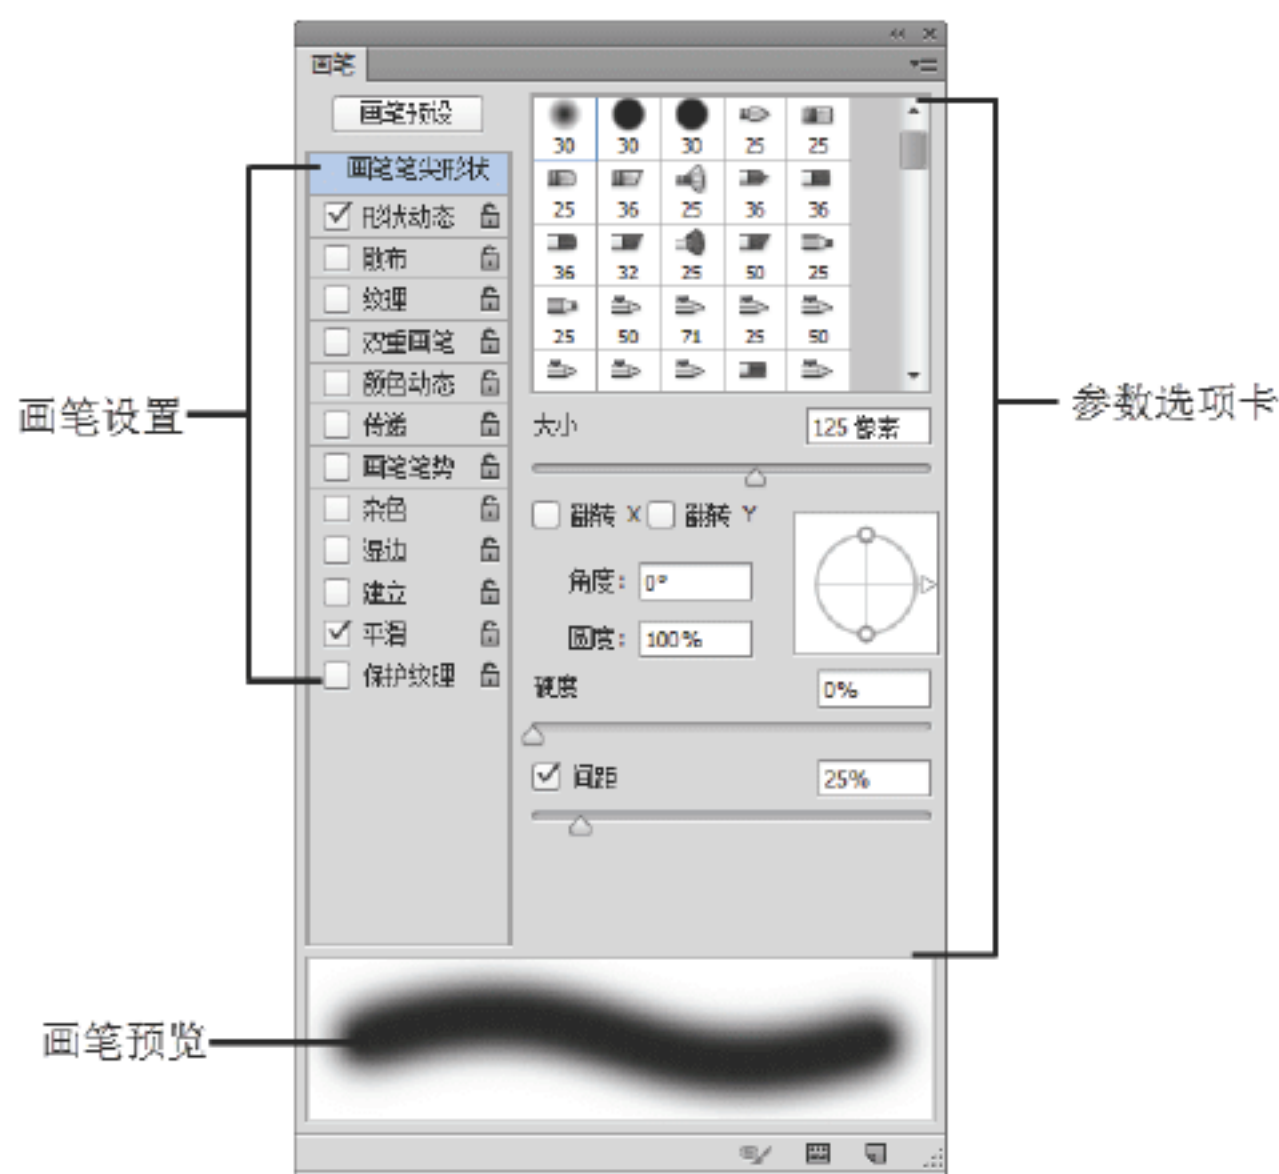 画笔
画笔预设
画笔笔尖形状
形状动态
散布
纹理
双重画笔
颜色动态
传递
画笔笔势
杂色
湿边
建立
平滑
保护纹理
30 30 30 25 25
25 36 25 36 36
36 32 25 50 25
25 50 71 25 50
大小 125 像素
翻转 X 翻转 Y
角度: 0°
圆度: 100%
硬度 0%
间距 25%
画笔设置
画笔预览
参数选项卡